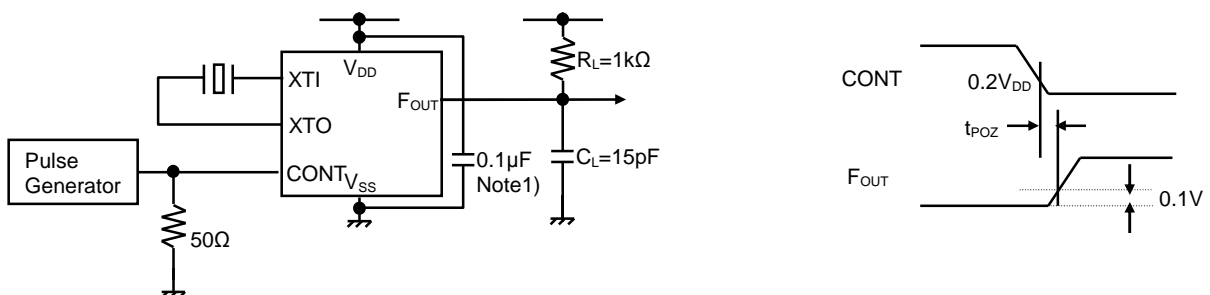 V_DD
XTI
XTO
CONT
V_SS
F_OUT
R_L=1kΩ
C_L=15pF
0.1μF
Note1)
Pulse
Generator
50Ω
CONT
0.2V_DD
t_POZ
F_OUT
0.1V